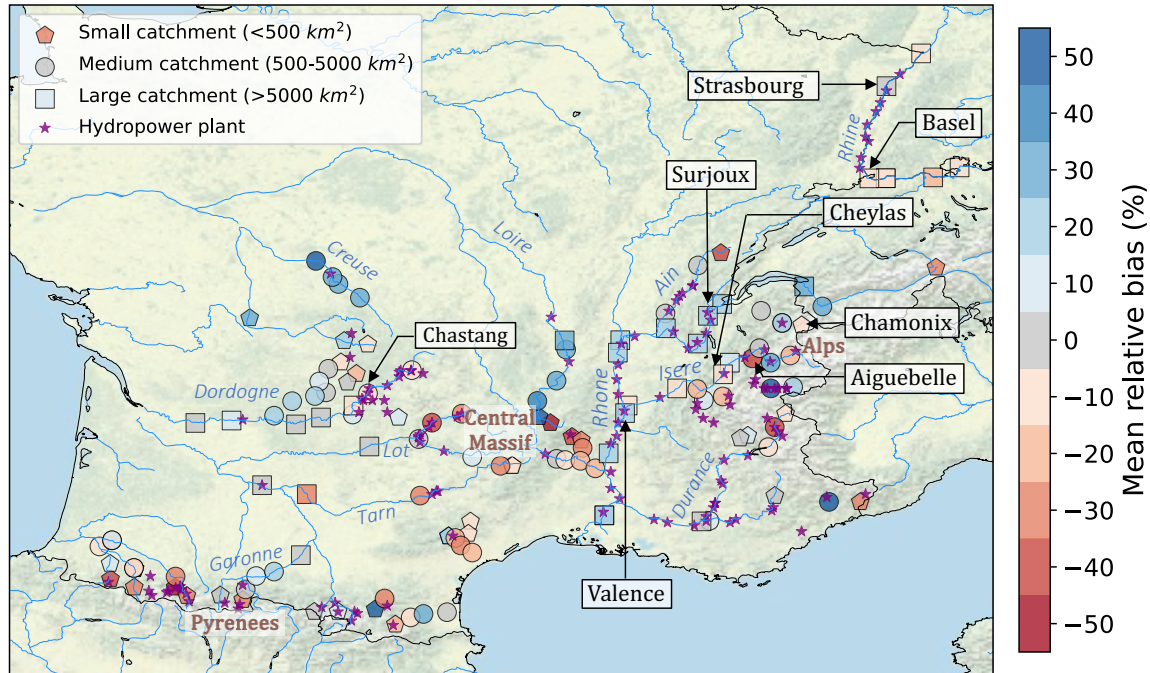 Small catchment (<500 km²)
Medium catchment (500-5000 km²)
Large catchment (>5000 km²)
Hydropower plant
Strasbourg
Rhine
Basel
Surjoux
Cheylas
Loire
Creuse
Ain
Chastang
Chamonix
Alps
Isere
Aiguebelle
Dordogne
Rhone
Central
Massif
Lot
Durance
Tarn
Garonne
Valence
Pyrenees
50
40
30
20
10
0
−10
−20
−30
−40
−50
Mean relative bias (%)